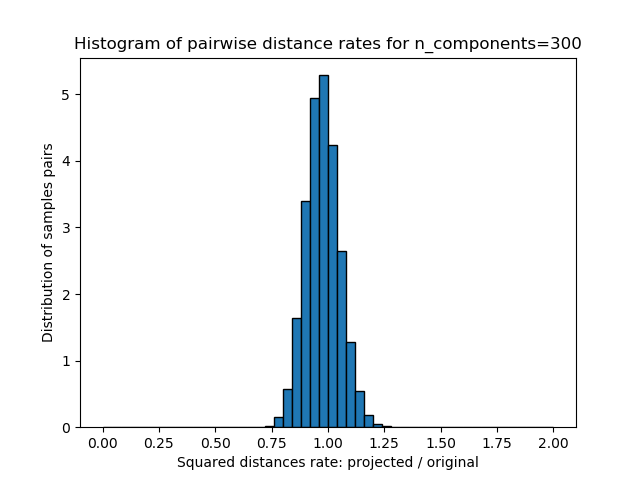 Histogram of pairwise distance rates for n_components=300
Distribution of samples pairs
5
4
3
2
1
0
0.00 0.25 0.50 0.75 1.00 1.25 1.50 1.75 2.00
Squared distances rate: projected / original